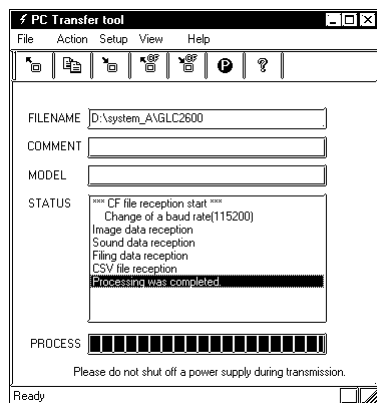 PC Transfer tool
File Action Setup View Help
CF CF P ?
FILENAME D:\system_A\GLC2600
COMMENT
MODEL
STATUS *** CF file reception start ***
Change of a baud rate(115200)
Image data reception
Sound data reception
Filing data reception
CSV file reception
Processing was completed.
PROCESS
Please do not shut off a power supply during transmission.
Ready